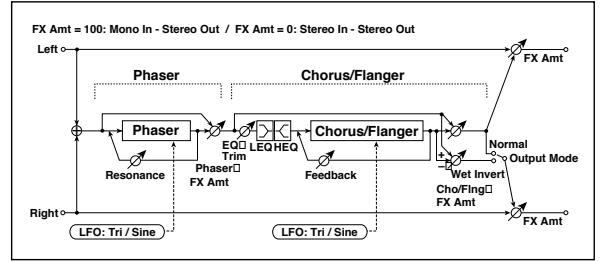 FX Amt = 100: Mono In - Stereo Out / FX Amt = 0: Stereo In - Stereo Out
Left
FX Amt
Phaser
Chorus/Flanger
Phaser
EQ□
Trim
LEQ
HEQ
Chorus/Flanger
Normal
Output Mode
Resonance
Phaser□
FX Amt
Feedback
+
−
Wet Invert
Cho/Flng□
FX Amt
Right
FX Amt
LFO: Tri / Sine
LFO: Tri / Sine